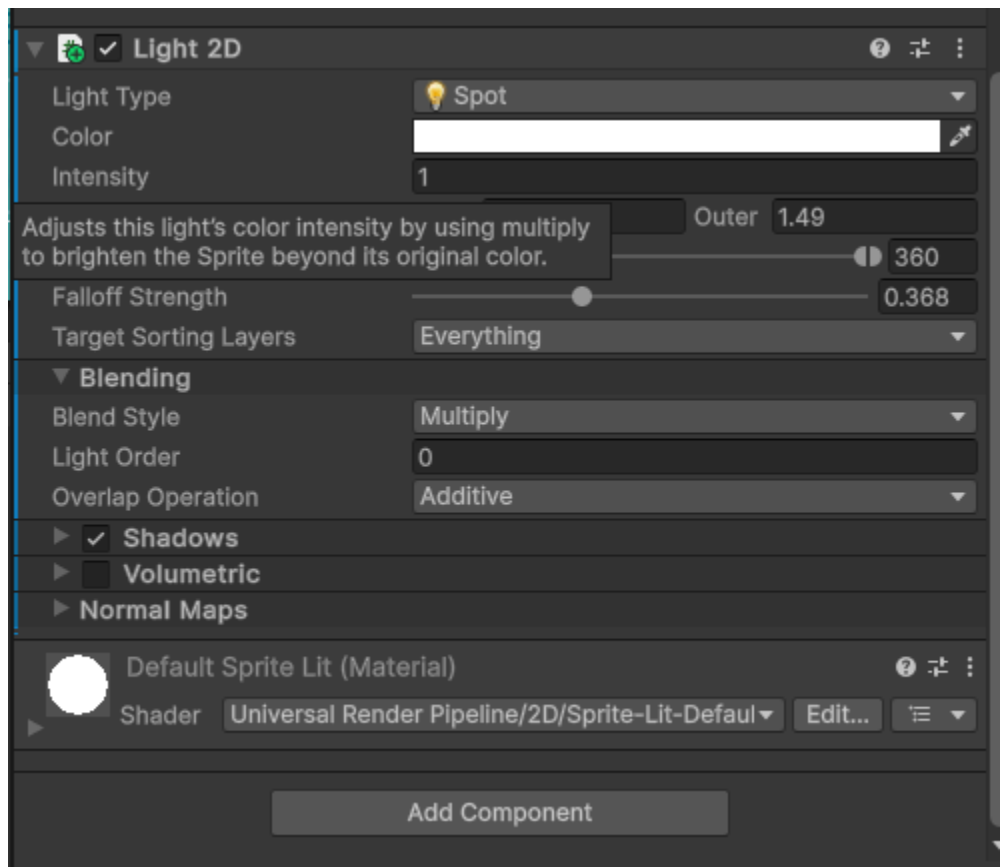 Light 2D
Light Type Spot
Color
Intensity 1
Adjusts this light's color intensity by using multiply
to brighten the Sprite beyond its original color.
Outer 1.49
360
Falloff Strength 0.368
Target Sorting Layers Everything
Blending
Blend Style Multiply
Light Order 0
Overlap Operation Additive
Shadows
Volumetric
Normal Maps
Default Sprite Lit (Material)
Shader Universal Render Pipeline/2D/Sprite-Lit-Defaul Edit...
Add Component